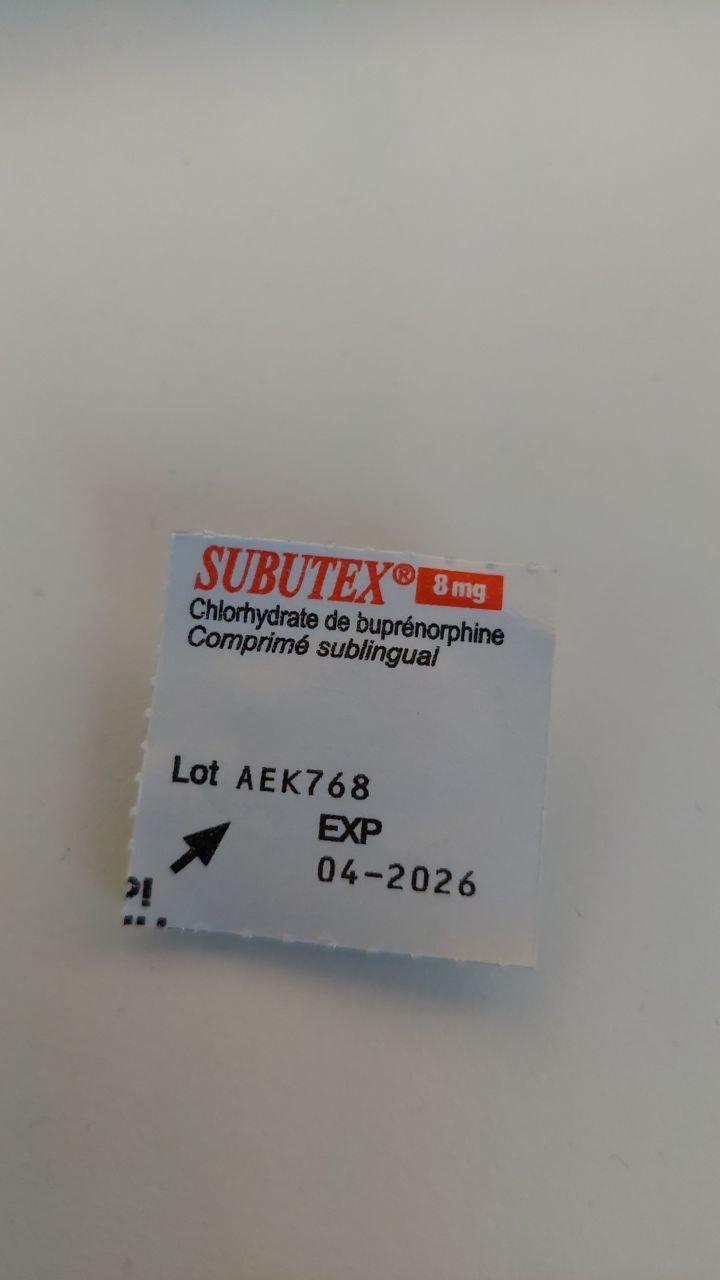 SUBUTEX® 8 mg
Chlorhydrate de buprénorphine
Comprimé sublingual
Lot AEK768
EXP
04-2026